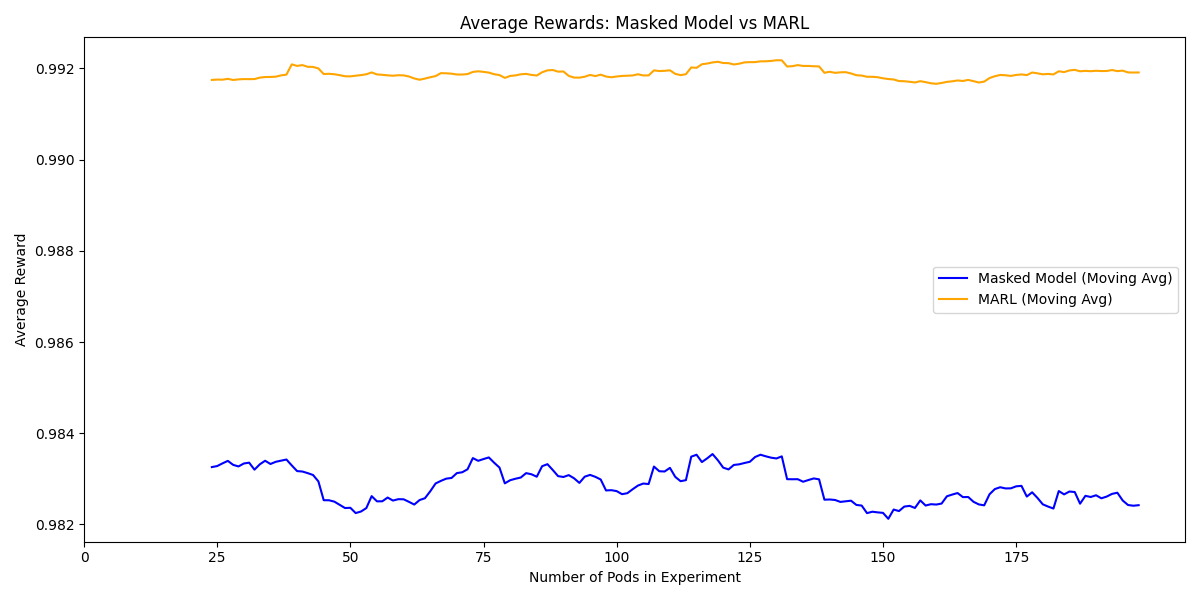 Average Rewards: Masked Model vs MARL
0.992
0.990
0.988
0.986
0.984
0.982
Average Reward
Masked Model (Moving Avg)
MARL (Moving Avg)
0 25 50 75 100 125 150 175
Number of Pods in Experiment